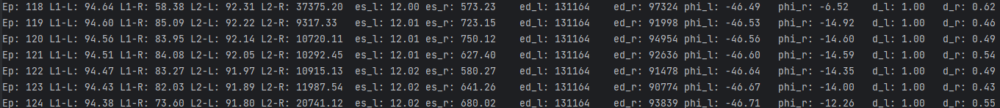 Ep: 118 L1-L: 94.64 L1-R: 58.38 L2-L: 92.31 L2-R: 37375.20 es_l: 12.00 es_r: 573.23 ed_l: 131164 ed_r: 97324 phi_l: -46.49 phi_r: -6.52 d_l: 1.00 d_r: 0.62
Ep: 119 L1-L: 94.60 L1-R: 85.09 L2-L: 92.22 L2-R: 9317.33 es_l: 12.01 es_r: 723.15 ed_l: 131164 ed_r: 91998 phi_l: -46.53 phi_r: -14.92 d_l: 1.00 d_r: 0.46
Ep: 120 L1-L: 94.56 L1-R: 83.95 L2-L: 92.14 L2-R: 10720.11 es_l: 12.01 es_r: 750.12 ed_l: 131164 ed_r: 94954 phi_l: -46.56 phi_r: -14.60 d_l: 1.00 d_r: 0.49
Ep: 121 L1-L: 94.51 L1-R: 84.08 L2-L: 92.05 L2-R: 10292.45 es_l: 12.01 es_r: 627.40 ed_l: 131164 ed_r: 92636 phi_l: -46.60 phi_r: -14.59 d_l: 1.00 d_r: 0.54
Ep: 122 L1-L: 94.47 L1-R: 83.27 L2-L: 91.97 L2-R: 10915.13 es_l: 12.02 es_r: 580.27 ed_l: 131164 ed_r: 91478 phi_l: -46.64 phi_r: -14.35 d_l: 1.00 d_r: 0.49
Ep: 123 L1-L: 94.43 L1-R: 82.03 L2-L: 91.89 L2-R: 11987.54 es_l: 12.02 es_r: 641.26 ed_l: 131164 ed_r: 90774 phi_l: -46.67 phi_r: -14.00 d_l: 1.00 d_r: 0.43
Ep: 124 L1-L: 94.38 L1-R: 73.60 L2-L: 91.80 L2-R: 20741.12 es_l: 12.02 es_r: 680.02 ed_l: 131164 ed_r: 93839 phi_l: -46.71 phi_r: -12.26 d_l: 1.00 d_r: 0.55